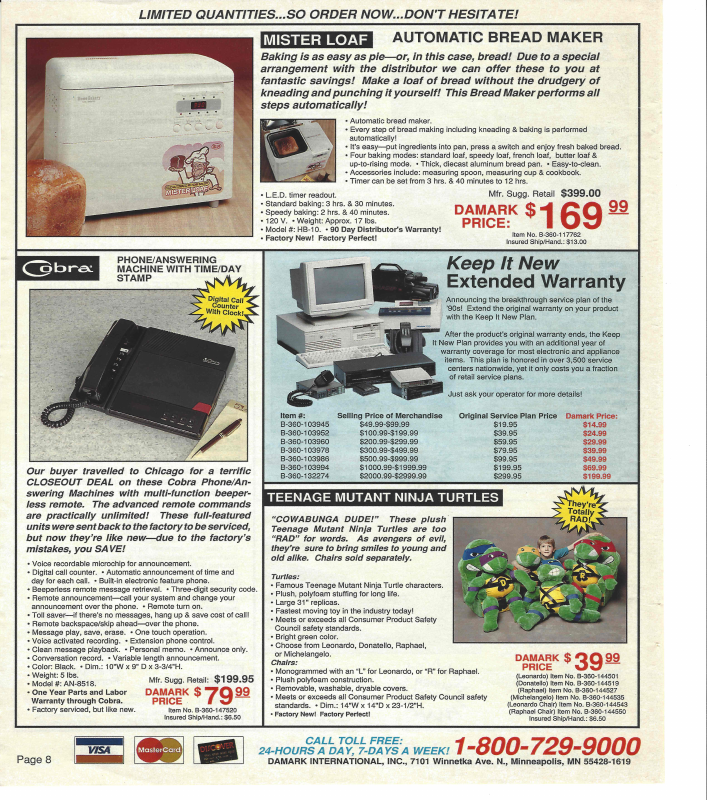 LIMITED QUANTITIES...SO ORDER NOW...DON'T HESITATE!
MISTER LOAF AUTOMATIC BREAD MAKER
Baking is as easy as pie—or, in this case, bread! Due to a special
arrangement with the distributor we can offer these to you at
fantastic savings! Make a loaf of bread without the drudgery of
kneading and punching it yourself! This Bread Maker performs all
steps automatically!
• Automatic bread maker.
• Every step of bread making including kneading & baking is performed
automatically!
• It's easy—put ingredients into pan, press a switch and enjoy fresh baked bread.
• Four baking modes: standard loaf, speedy loaf, french loaf, butter loaf &
up-to-rising mode. • Thick, diecast aluminum bread pan. • Easy-to-clean.
• Accessories include: measuring spoon, measuring cup & cookbook.
• Timer can be set from 3 hrs. & 40 minutes to 12 hrs.
• L.E.D. timer readout.
• Standard baking: 3 hrs. & 30 minutes.
• Speedy baking: 2 hrs. & 40 minutes.
• 120 V. • Weight: Approx. 17 lbs.
• Model #: HB-10. • 90 Day Distributor's Warranty!
• Factory New! Factory Perfect!
Mfr. Sugg. Retail $399.00
DAMARK PRICE: $169.99
Item No. B-360-117762
Insured Ship/Hand.: $13.00
MISTER LOAF
Cobra
PHONE/ANSWERING
MACHINE WITH TIME/DAY
STAMP
Digital Call
Counter
With Clock!
Our buyer travelled to Chicago for a terrific
CLOSEOUT DEAL on these Cobra Phone/An-
swering Machines with multi-function beeper-
less remote. The advanced remote commands
are practically unlimited! These full-featured
units were sent back to the factory to be serviced,
but now they're like new—due to the factory's
mistakes, you SAVE!
• Voice recordable microchip for announcement.
• Digital call counter. • Automatic announcement of time and
day for each call. • Built-in electronic feature phone.
• Beeperless remote message retrieval. • Three-digit security code.
• Remote announcement—call your system and change your
announcement over the phone. • Remote turn on.
• Toll saver—if there's no messages, hang up & save cost of call!
• Remote backspace/skip ahead—over the phone.
• Message play, save, erase. • One touch operation.
• Voice activated recording. • Extension phone control.
• Clean message playback. • Personal memo. • Announce only.
• Conversation record. • Variable length announcement.
• Color: Black. • Dim.: 10"W x 9" D x 3-3/4"H.
• Weight: 5 lbs.
• Model #: AN-8518.
• One Year Parts and Labor
Warranty through Cobra.
• Factory serviced, but like new.
Mfr. Sugg. Retail: $199.95
DAMARK PRICE $79.99
Item No. B-360-147520
Insured Ship/Hand.: $6.50
Keep It New
Extended Warranty
Announcing the breakthrough service plan of the
'90s! Extend the original warranty on your product
with the Keep It New Plan.
After the product's original warranty ends, the Keep
It New Plan provides you with an additional year of
warranty coverage for most electronic and appliance
items. This plan is honored in over 3,500 service
centers nationwide, yet it only costs you a fraction
of retail service plans.
Just ask your operator for more details!
Item #: Selling Price of Merchandise Original Service Plan Price Damark Price:
B-360-103945 $49.99-$99.99 $19.95 $14.99
B-360-103952 $100.99-$199.99 $39.95 $24.99
B-360-103960 $200.99-$299.99 $59.95 $29.99
B-360-103978 $300.99-$499.99 $79.95 $39.99
B-360-103986 $500.99-$999.99 $99.95 $49.99
B-360-103994 $1000.99-$1999.99 $199.95 $69.99
B-360-132274 $2000.99-$2999.99 $299.95 $199.99
TEENAGE MUTANT NINJA TURTLES
They're
Totally
RAD!
"COWABUNGA DUDE!" These plush
Teenage Mutant Ninja Turtles are too
"RAD" for words. As avengers of evil,
they're sure to bring smiles to young and
old alike. Chairs sold separately.
Turtles:
• Famous Teenage Mutant Ninja Turtle characters.
• Plush, polyfoam stuffing for long life.
• Large 31" replicas.
• Fastest moving toy in the industry today!
• Meets or exceeds all Consumer Product Safety
Council safety standards.
• Bright green color.
• Choose from Leonardo, Donatello, Raphael,
or Michelangelo.
Chairs:
• Monogrammed with an "L" for Leonardo, or "R" for Raphael.
• Plush polyfoam construction.
• Removable, washable, dryable covers.
• Meets or exceeds all Consumer Product Safety Council safety
standards. • Dim.: 14"W x 14"D x 23-1/2"H.
• Factory New! Factory Perfect!
DAMARK PRICE $39.99
(Leonardo) Item No. B-360-144501
(Donatello) Item No. B-360-144519
(Raphael) Item No. B-360-144527
(Michelangelo) Item No. B-360-144535
(Leonardo Chair) Item No. B-360-144543
(Raphael Chair) Item No. B-360-144550
Insured Ship/Hand.: $6.50
Page 8
VISA
MasterCard
DISCOVER
CALL TOLL FREE:
24-HOURS A DAY, 7-DAYS A WEEK! 1-800-729-9000
DAMARK INTERNATIONAL, INC., 7101 Winnetka Ave. N., Minneapolis, MN 55428-1619